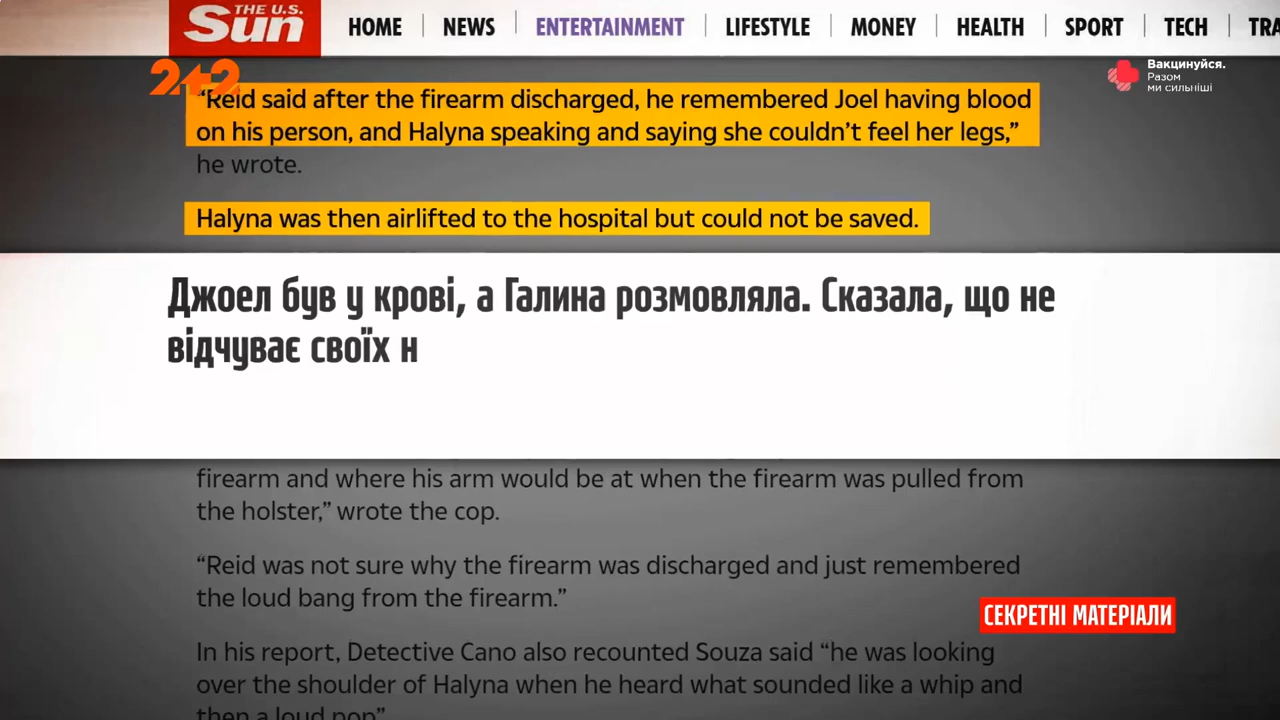 THE U.S.
Sun
HOME NEWS ENTERTAINMENT LIFESTYLE MONEY HEALTH SPORT TECH TRA
2+2
Вакцинуйся.
Разом
ми сильніші
“Reid said after the firearm discharged, he remembered Joel having blood
on his person, and Halyna speaking and saying she couldn’t feel her legs,”
he wrote.
Halyna was then airlifted to the hospital but could not be saved.
Джоел був у крові, а Галина розмовляла. Сказала, що не
відчуває своїх н
firearm and where his arm would be at when the firearm was pulled from
the holster,” wrote the cop.
“Reid was not sure why the firearm was discharged and just remembered
the loud bang from the firearm.”
СЕКРЕТНІ МАТЕРІАЛИ
In his report, Detective Cano also recounted Souza said “he was looking
over the shoulder of Halyna when he heard what sounded like a whip and
then a loud pop”